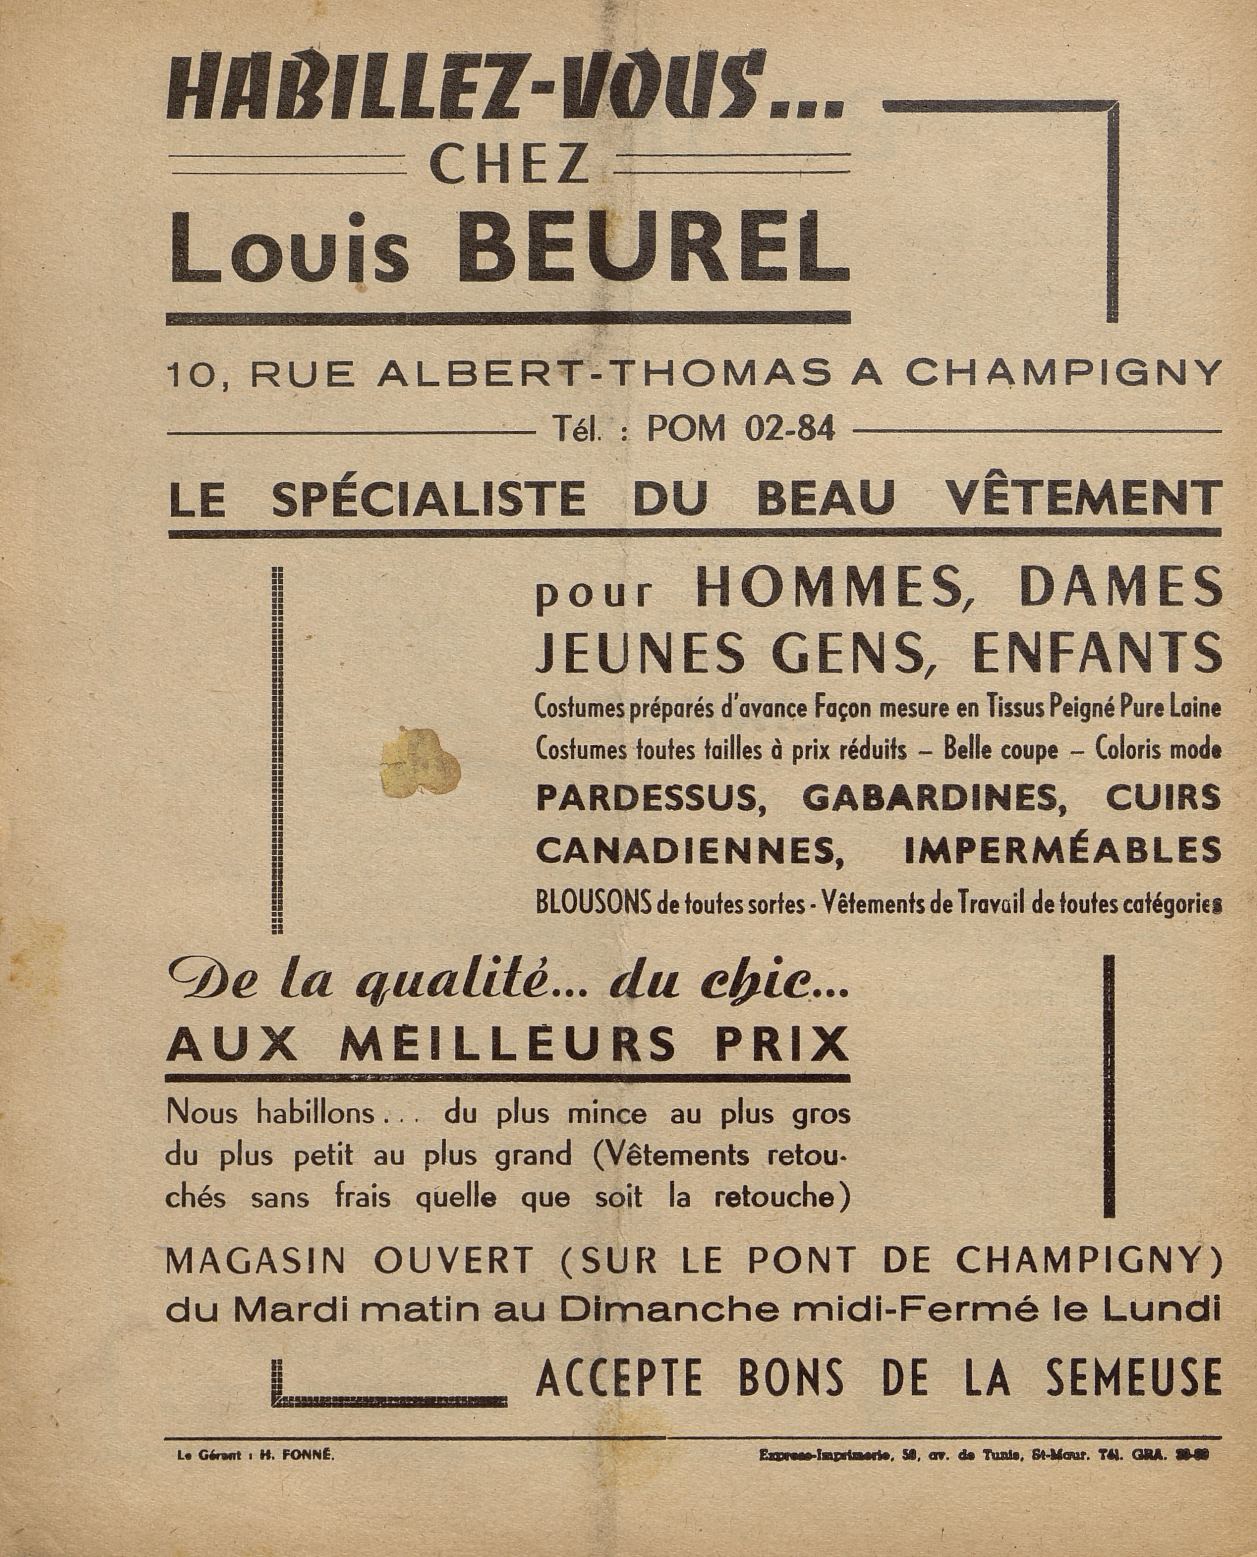 HABILLEZ-VOUS...
CHEZ
Louis BEUREL
10, RUE ALBERT-THOMAS A CHAMPIGNY
Tél. : POM 02-84
LE SPÉCIALISTE DU BEAU VÊTEMENT
pour HOMMES, DAMES
JEUNES GENS, ENFANTS
Costumes préparés d'avance Façon mesure en Tissus Peigné Pure Laine
Costumes toutes tailles à prix réduits – Belle coupe – Coloris mode
PARDESSUS, GABARDINES, CUIRS
CANADIENNES, IMPERMÉABLES
BLOUSONS de toutes sortes - Vêtements de Travail de toutes catégories
De la qualité... du chic...
AUX MEILLEURS PRIX
Nous habillons... du plus mince au plus gros
du plus petit au plus grand (Vêtements retou-
chés sans frais quelle que soit la retouche)
MAGASIN OUVERT (SUR LE PONT DE CHAMPIGNY)
du Mardi matin au Dimanche midi-Fermé le Lundi
ACCEPTE BONS DE LA SEMEUSE
Le Gérant : H. FONNÉ.
Express-Imprimerie, av. de Tunis, St-Maur. Tél. GRA.